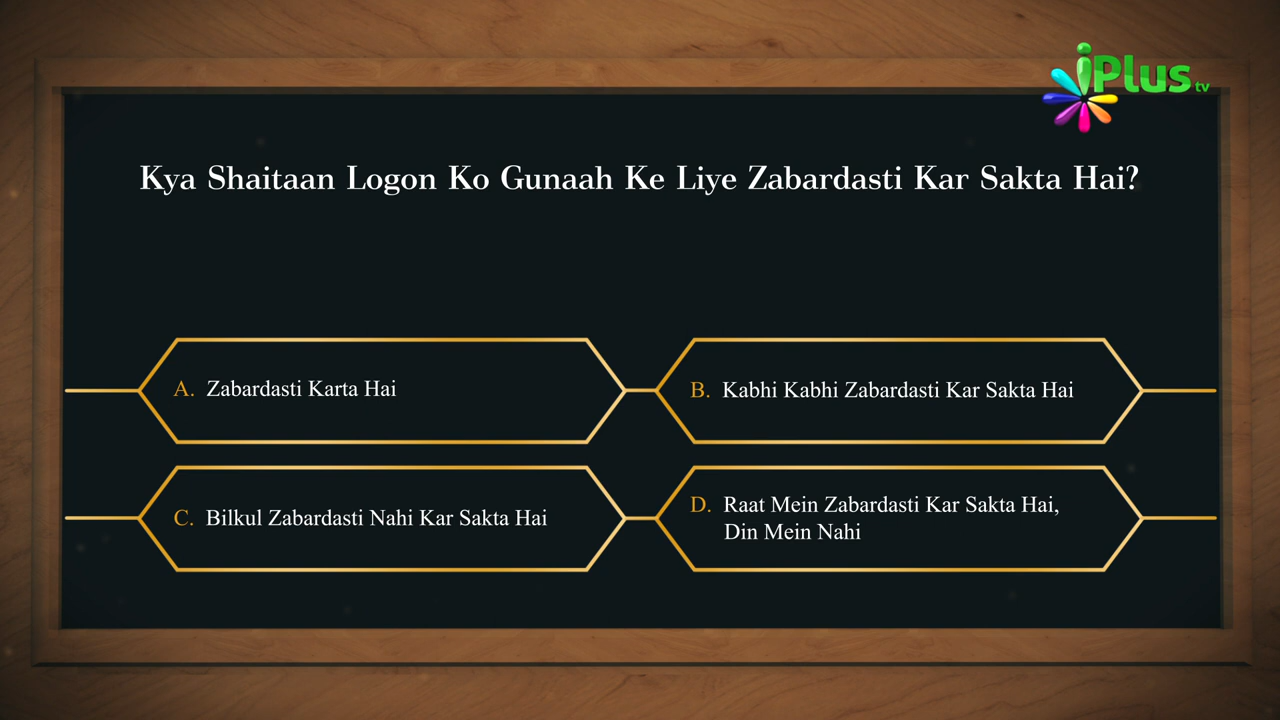 iPlus tv
Kya Shaitaan Logon Ko Gunaah Ke Liye Zabardasti Kar Sakta Hai?
A. Zabardasti Karta Hai
B. Kabhi Kabhi Zabardasti Kar Sakta Hai
C. Bilkul Zabardasti Nahi Kar Sakta Hai
D. Raat Mein Zabardasti Kar Sakta Hai,
Din Mein Nahi